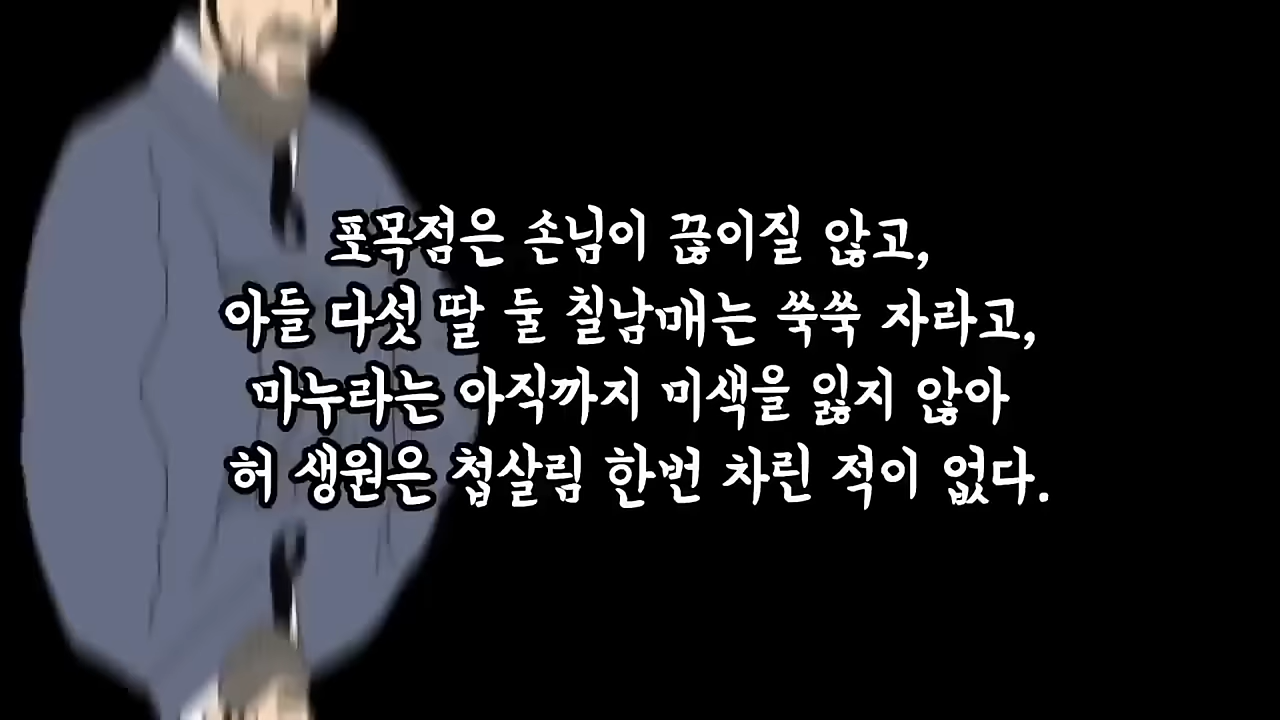 포목점은 손님이 끊이질 않고,
아들 다섯 딸 둘 칠남매는 쑥쑥 자라고,
마누라는 아직까지 미색을 잃지 않아
허 생원은 첩살림 한번 차린 적이 없다.